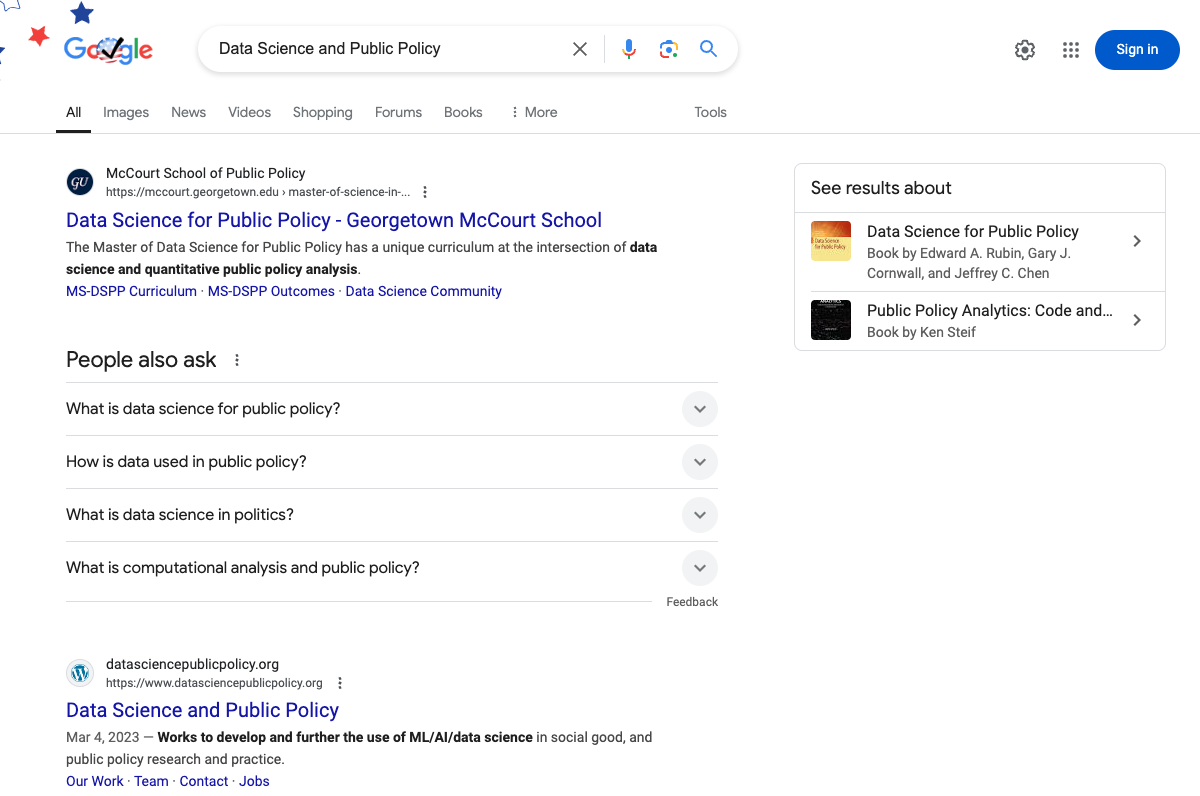 Google
Data Science and Public Policy
Sign in
All Images News Videos Shopping Forums Books More Tools
GU
McCourt School of Public Policy
https://mccourt.georgetown.edu › master-of-science-in-...
Data Science for Public Policy - Georgetown McCourt School
The Master of Data Science for Public Policy has a unique curriculum at the intersection of data
science and quantitative public policy analysis.
MS-DSPP Curriculum · MS-DSPP Outcomes · Data Science Community
People also ask
What is data science for public policy?
How is data used in public policy?
What is data science in politics?
What is computational analysis and public policy?
Feedback
datasciencepublicpolicy.org
https://www.datasciencepublicpolicy.org
Data Science and Public Policy
Mar 4, 2023 — Works to develop and further the use of ML/AI/data science in social good, and
public policy research and practice.
Our Work · Team · Contact · Jobs
See results about
Data Science
for Public Policy
Data Science for Public Policy
Book by Edward A. Rubin, Gary J.
Cornwall, and Jeffrey C. Chen
ANALYTICS
Public Policy Analytics: Code and...
Book by Ken Steif